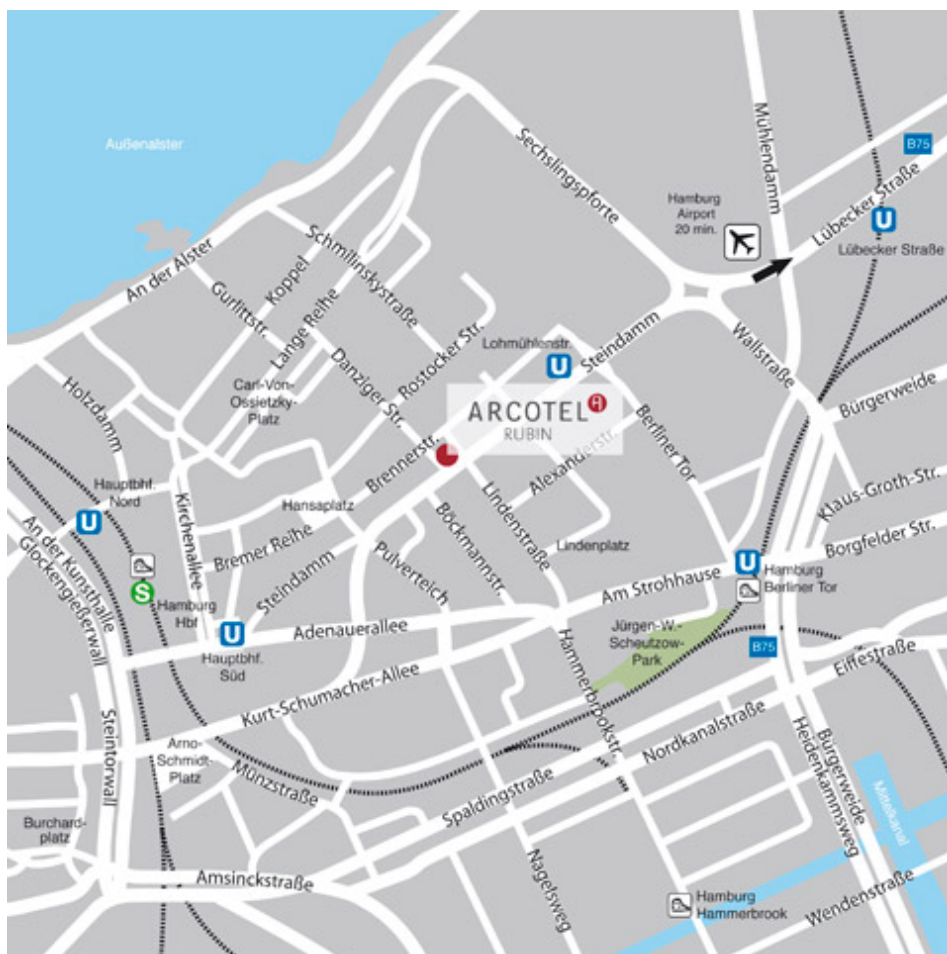 Außenalster
Sechslingspforte
Mühlendamm
B75
Hamburg
Airport
20 min.
Lübecker Straße
U
Lübecker Straße
An der Alster
Koppel
Schmilinskystraße
Gurlittstr.
Lange Reihe
Rostocker Str.
Lohmühlenstr.
U
Steindamm
Wallstraße
Holzdamm
Carl-Von-
Ossietzky-
Platz
Danziger Str.
ARCOTEL
RUBIN
Berliner Tor
Bürgerweide
Hauptbhf.
Nord
U
Kirchenallee
Hansaplatz
Brennerstr.
Alexanderstr.
Klaus-Groth-Str.
An der Kunsthalle
Glockengießerwall
Bremer Reihe
Steindamm
Pulverteich
Böckmannstr.
Lindenstraße
Lindenplatz
Borgfelder Str.
S
Hamburg
Hbf
U
Hauptbhf.
Süd
Adenauerallee
Am Strohhause
U
Hamburg
Berliner Tor
Jürgen-W.-
Scheutzow-
Park
B75
Eiffestraße
Kurt-Schumacher-Allee
Hammerbrookstr.
Steintorwall
Arno-
Schmidt-
Platz
Münzstraße
Nordkanalstraße
Spaldingstraße
Bürgerweide
Heidenkammsweg
Mittelkanal
Burchard-
platz
Amsinckstraße
Nagelsweg
Hamburg
Hammerbrook
Wendenstraße